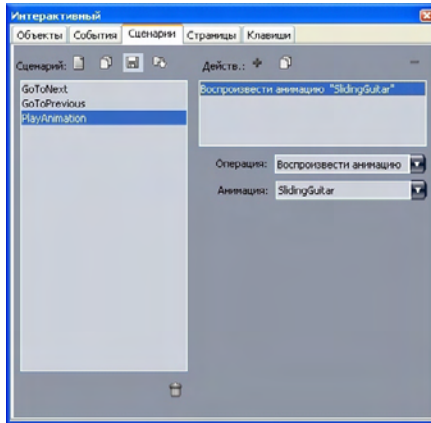 Интерактивный
Объекты События Сценарии Страницы Клавиши
Сценарий: Действ.:
GoToNext
GoToPrevious
PlayAnimation
Воспроизвести анимацию "SlidingGuitar"
Операция: Воспроизвести анимацию
Анимация: SlidingGuitar